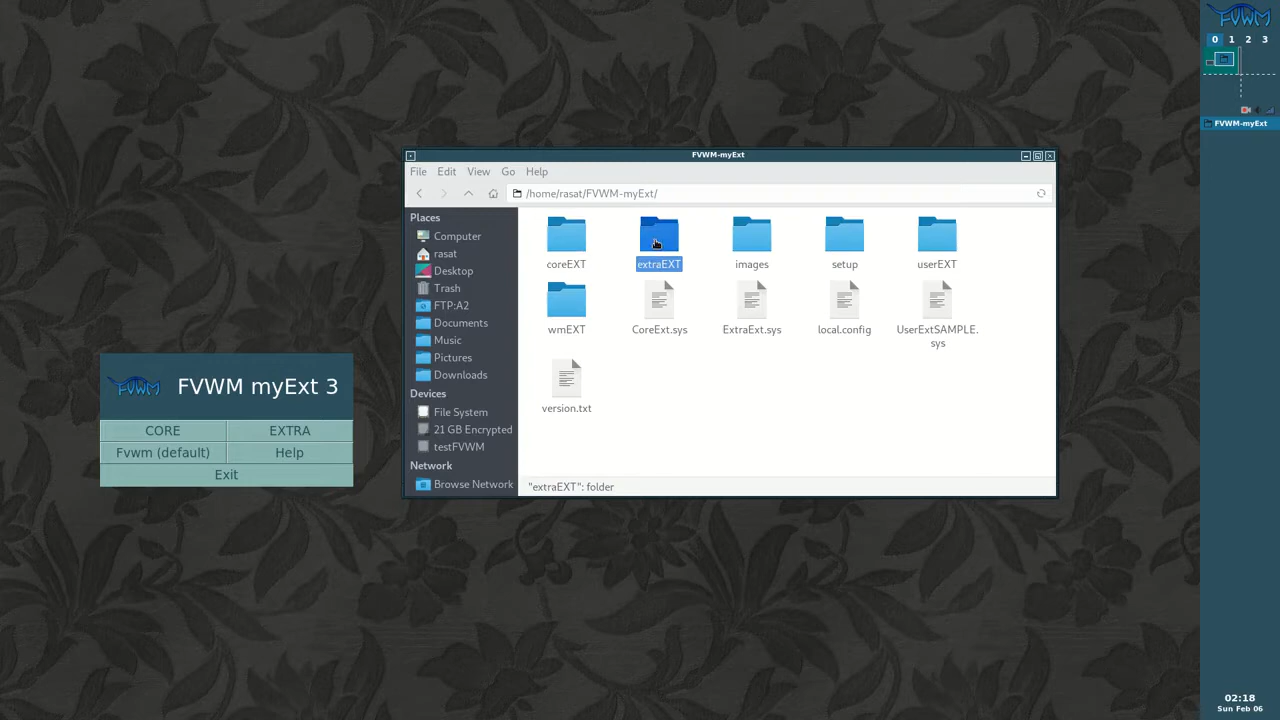 FVWM
0 1 2 3
FVWM-myExt
FVWM-myExt
File Edit View Go Help
/home/rasat/FVWM-myExt/
Places
Computer
rasat
Desktop
Trash
FTP:A2
Documents
Music
Pictures
Downloads
Devices
File System
21 GB Encrypted
testFVWM
Network
Browse Network
coreEXT extraEXT images setup userEXT
wmEXT CoreExt.sys ExtraExt.sys local.config UserExtSAMPLE.
sys
version.txt
"extraEXT": folder
FVWM FVWM myExt 3
CORE EXTRA
Fvwm (default) Help
Exit
02:18
Sun Feb 06